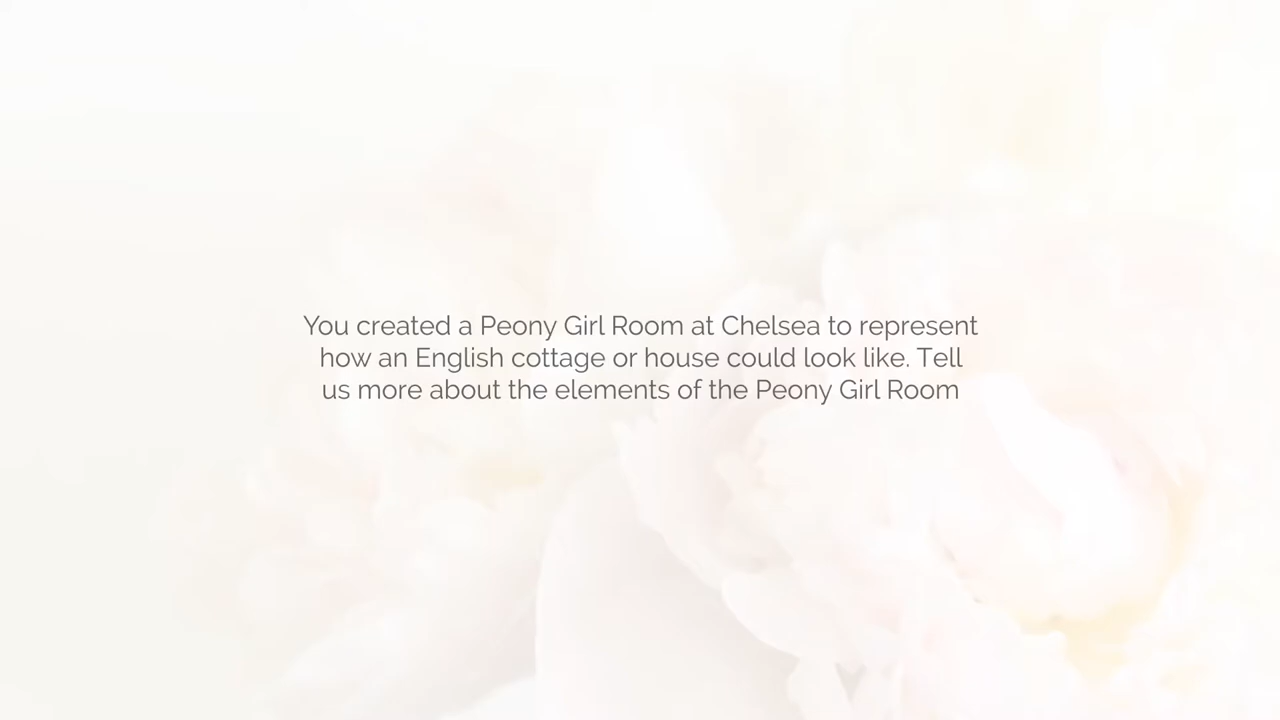 You created a Peony Girl Room at Chelsea to represent
how an English cottage or house could look like. Tell
us more about the elements of the Peony Girl Room